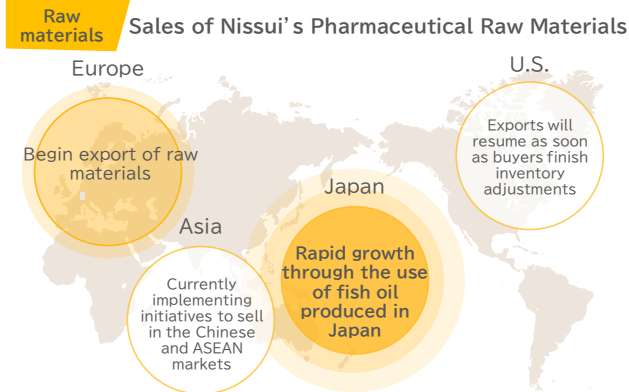 Raw
materials
Sales of Nissui’s Pharmaceutical Raw Materials
Europe
Begin export of raw
materials
Asia
Currently
implementing
initiatives to sell
in the Chinese
and ASEAN
markets
Japan
Rapid growth
through the use
of fish oil
produced in
Japan
U.S.
Exports will
resume as soon
as buyers finish
inventory
adjustments